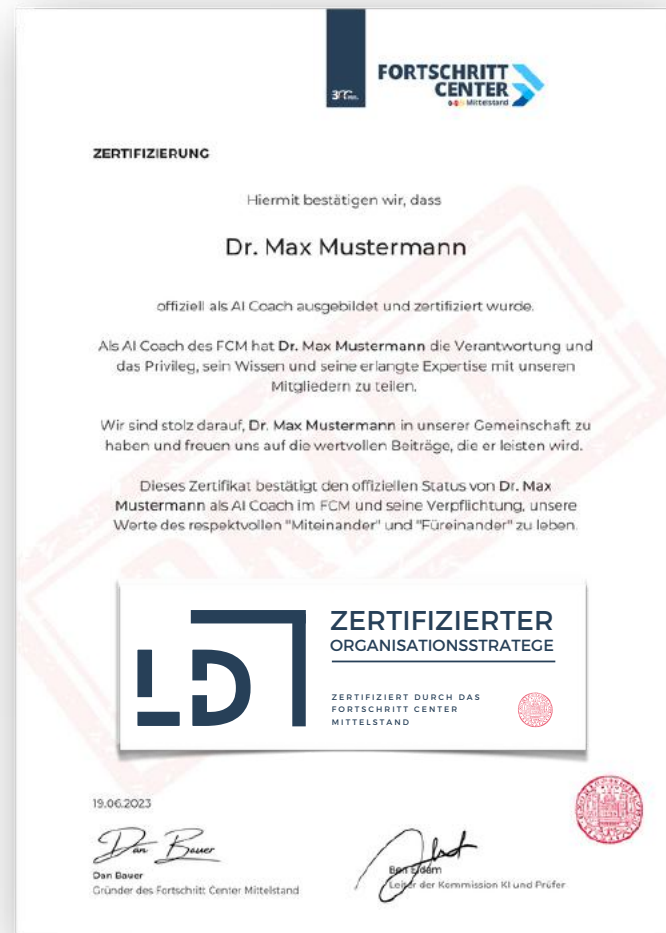 FORTSCHRITT
CENTER
Mittelstand
ZERTIFIZIERUNG
Hiermit bestätigen wir, dass
Dr. Max Mustermann
offiziell als AI Coach ausgebildet und zertifiziert wurde.
Als AI Coach des FCM hat Dr. Max Mustermann die Verantwortung und
das Privileg, sein Wissen und seine erlangte Expertise mit unseren
Mitgliedern zu teilen.
Wir sind stolz darauf, Dr. Max Mustermann in unserer Gemeinschaft zu
haben und freuen uns auf die wertvollen Beiträge, die er leisten wird.
Dieses Zertifikat bestätigt den offiziellen Status von Dr. Max
Mustermann als AI Coach im FCM und seine Verpflichtung, unsere
Werte des respektvollen "Miteinander" und "Füreinander" zu leben.
DRAFT
LD
ZERTIFIZIERTER
ORGANISATIONSSTRATEGE
ZERTIFIZIERT DURCH DAS
FORTSCHRITT CENTER
MITTELSTAND
19.06.2023
Dan Bauer
Dan Bauer
Gründer des Fortschritt Center Mittelstand
Ben
Leiter der Kommission KI und Prüfer